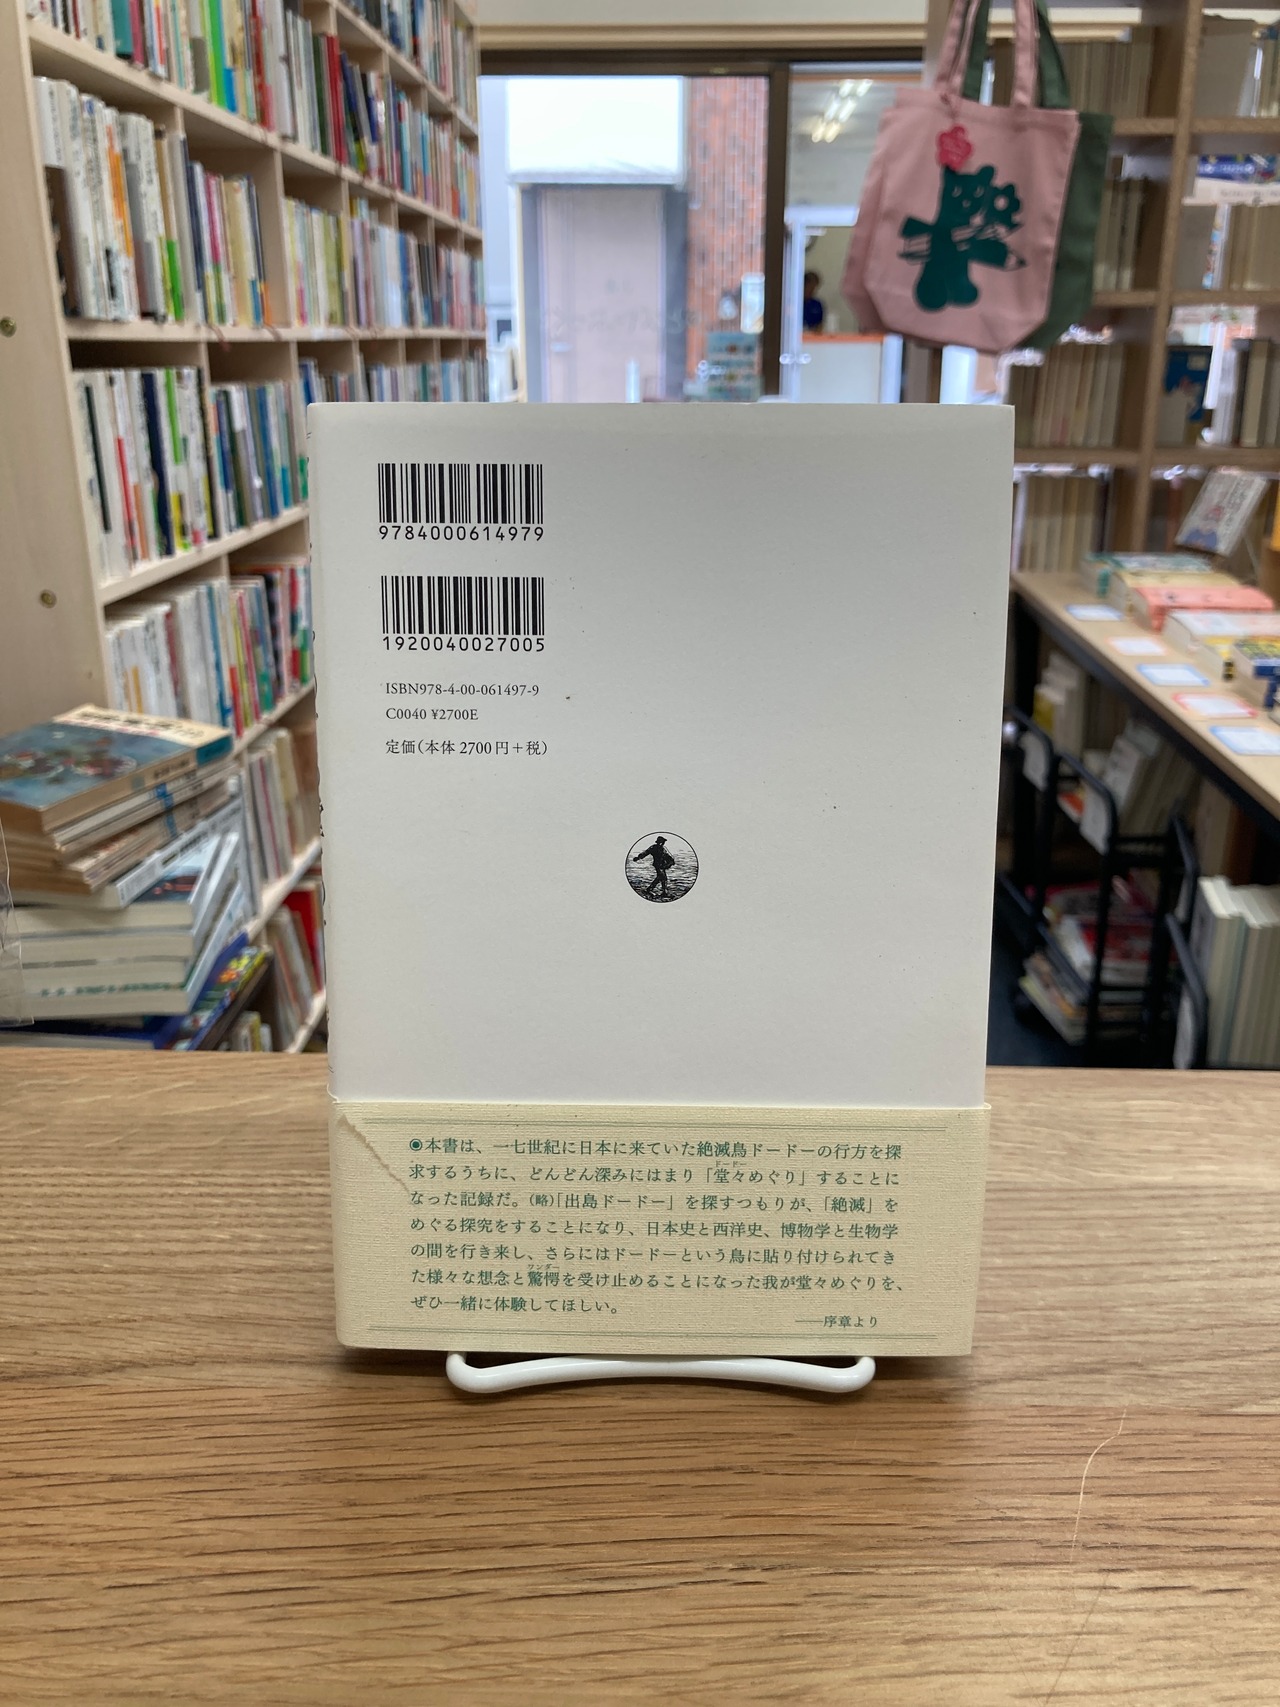 9784000614979
1920040027005
ISBN978-4-00-061497-9
C0040 ¥2700E
定価(本体 2700 円+税)
◉本書は、一七世紀に日本に来ていた絶滅鳥ドードーの行方を探
求するうちに、どんどん深みにはまり「堂々めぐり」することに
なった記録だ。(略)「出島ドードー」を探すつもりが、「絶滅」を
めぐる探究をすることになり、日本史と西洋史、博物学と生物学
の間を行き来し、さらにはドードーという鳥に貼り付けられてき
た様々な想念と驚愕を受け止めることになった我が堂々めぐりを、
ぜひ一緒に体験してほしい。
――序章より